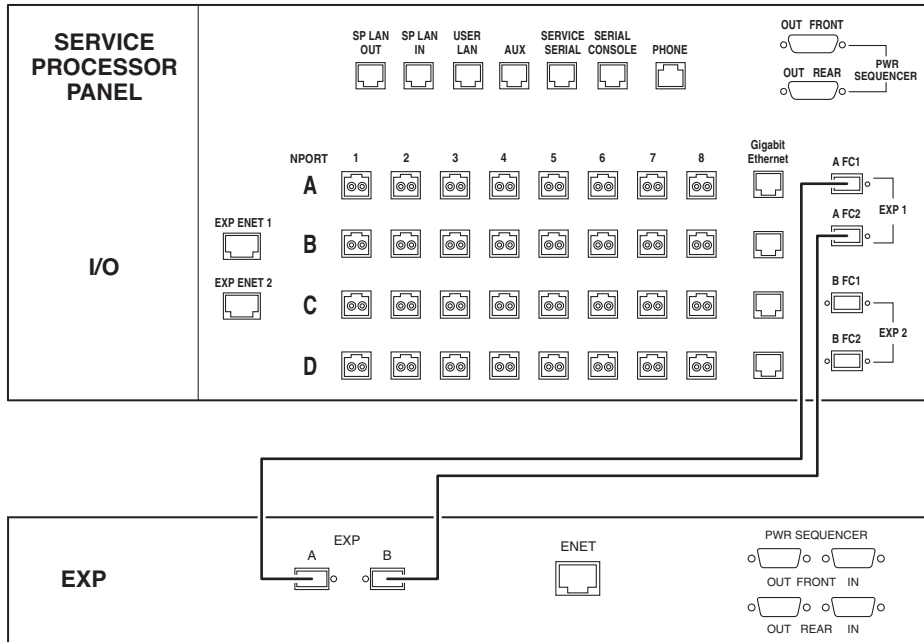 SERVICE
PROCESSOR
PANEL
SP LAN
OUT
SP LAN
IN
USER
LAN
AUX
SERVICE
SERIAL
SERIAL
CONSOLE
PHONE
OUT FRONT
OUT REAR
PWR
SEQUENCER
I/O
NPORT 1 2 3 4 5 6 7 8
Gigabit
Ethernet
A
B
C
D
EXP ENET 1
EXP ENET 2
A FC1
A FC2
EXP 1
B FC1
B FC2
EXP 2
EXP
EXP
A B
ENET
PWR SEQUENCER
OUT FRONT IN
OUT REAR IN